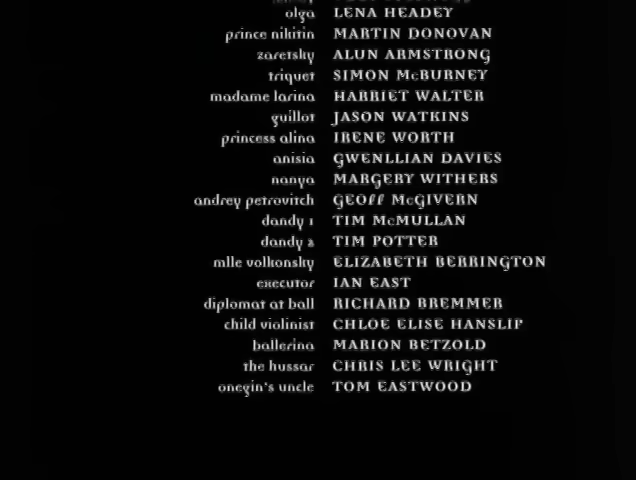 olga LENA HEADEY
prince nikitin MARTIN DONOVAN
zaretsky ALUN ARMSTRONG
triquet SIMON McBURNEY
madame larina HARRIET WALTER
guillot JASON WATKINS
princess alina IRENE WORTH
anisia GWENLLIAN DAVIES
nanya MARGERY WITHERS
andrey petrovitch GEOff McGIVERN
dandy 1 TIM McMULLAN
dandy 2 TIM POTTER
mlle volkonsky ELIZABETH BERRINGTON
executor IAN EAST
diplomat at ball RICHARD BREMMER
child violinist CHLOE ELISE HANSLIP
ballerina MARION BETZOLD
the hussar CHRIS LEE WRIGHT
onegin's uncle TOM EASTWOOD